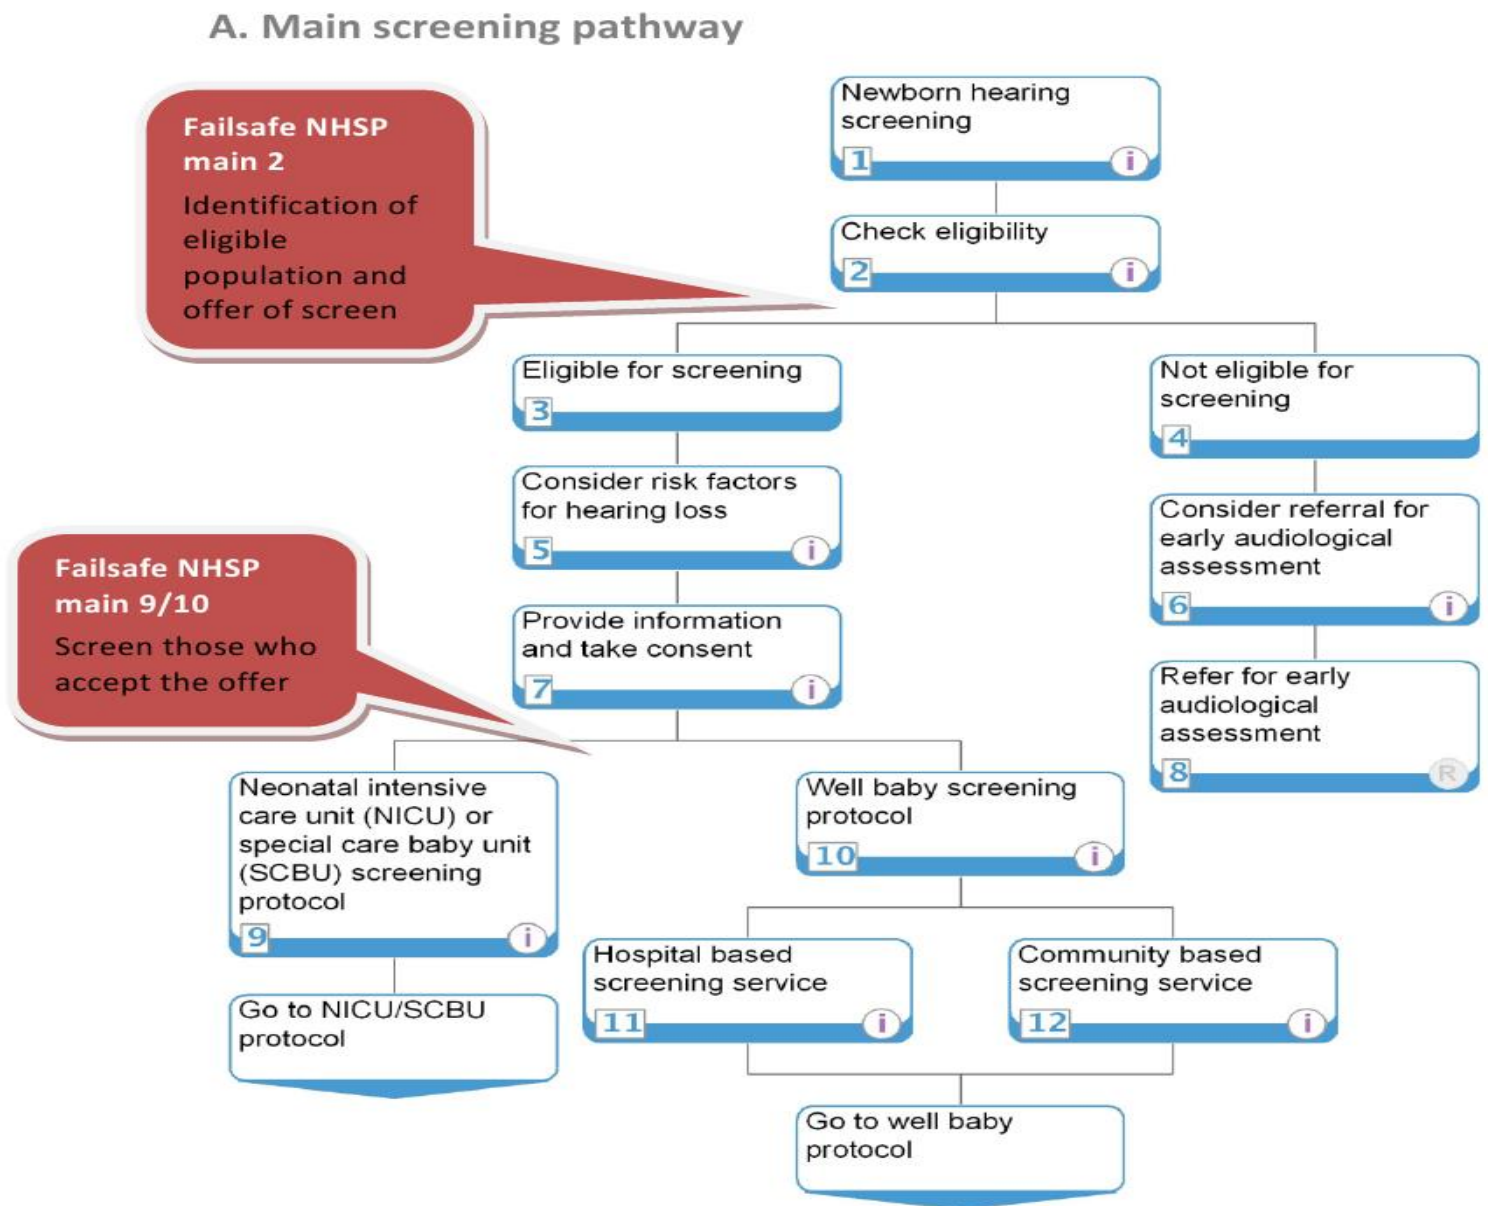 A. Main screening pathway
Failsafe NHSP
main 2
Identification of
eligible
population and
offer of screen
Newborn hearing
screening
1
i
Check eligibility
2
i
Eligible for screening
3
Not eligible for
screening
4
Consider risk factors
for hearing loss
5
i
Consider referral for
early audiological
assessment
6
i
Failsafe NHSP
main 9/10
Screen those who
accept the offer
Provide information
and take consent
7
i
Refer for early
audiological
assessment
8
R
Neonatal intensive
care unit (NICU) or
special care baby unit
(SCBU) screening
protocol
9
i
Well baby screening
protocol
10
i
Hospital based
screening service
11
i
Community based
screening service
12
i
Go to NICU/SCBU
protocol
Go to well baby
protocol